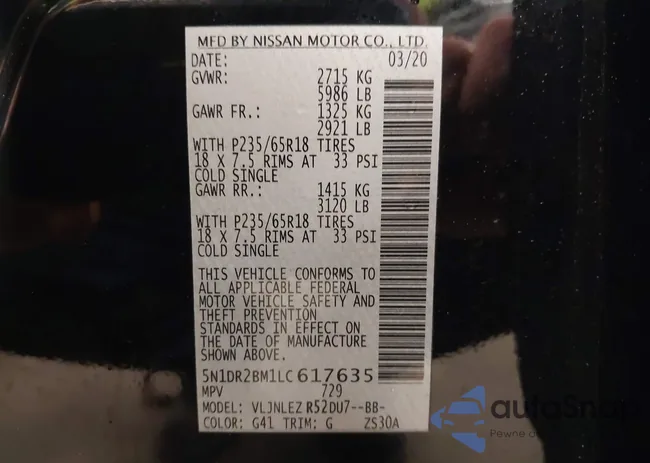 MFD BY NISSAN MOTOR CO., LTD.
DATE: 03/20
GVWR: 2715 KG
5986 LB
GAWR FR.: 1325 KG
2921 LB
WITH P235/65R18 TIRES
18 X 7.5 RIMS AT 33 PSI
COLD SINGLE
GAWR RR.: 1415 KG
3120 LB
WITH P235/65R18 TIRES
18 X 7.5 RIMS AT 33 PSI
COLD SINGLE
THIS VEHICLE CONFORMS TO
ALL APPLICABLE FEDERAL
MOTOR VEHICLE SAFETY AND
THEFT PREVENTION
STANDARDS IN EFFECT ON
THE DATE OF MANUFACTURE
SHOWN ABOVE.
5N1DR2BM1LC617635
MPV 729
MODEL: VLJNLEZ R52DU7--BB-
COLOR: G41 TRIM: G ZS30A
autoSna
Pewne a